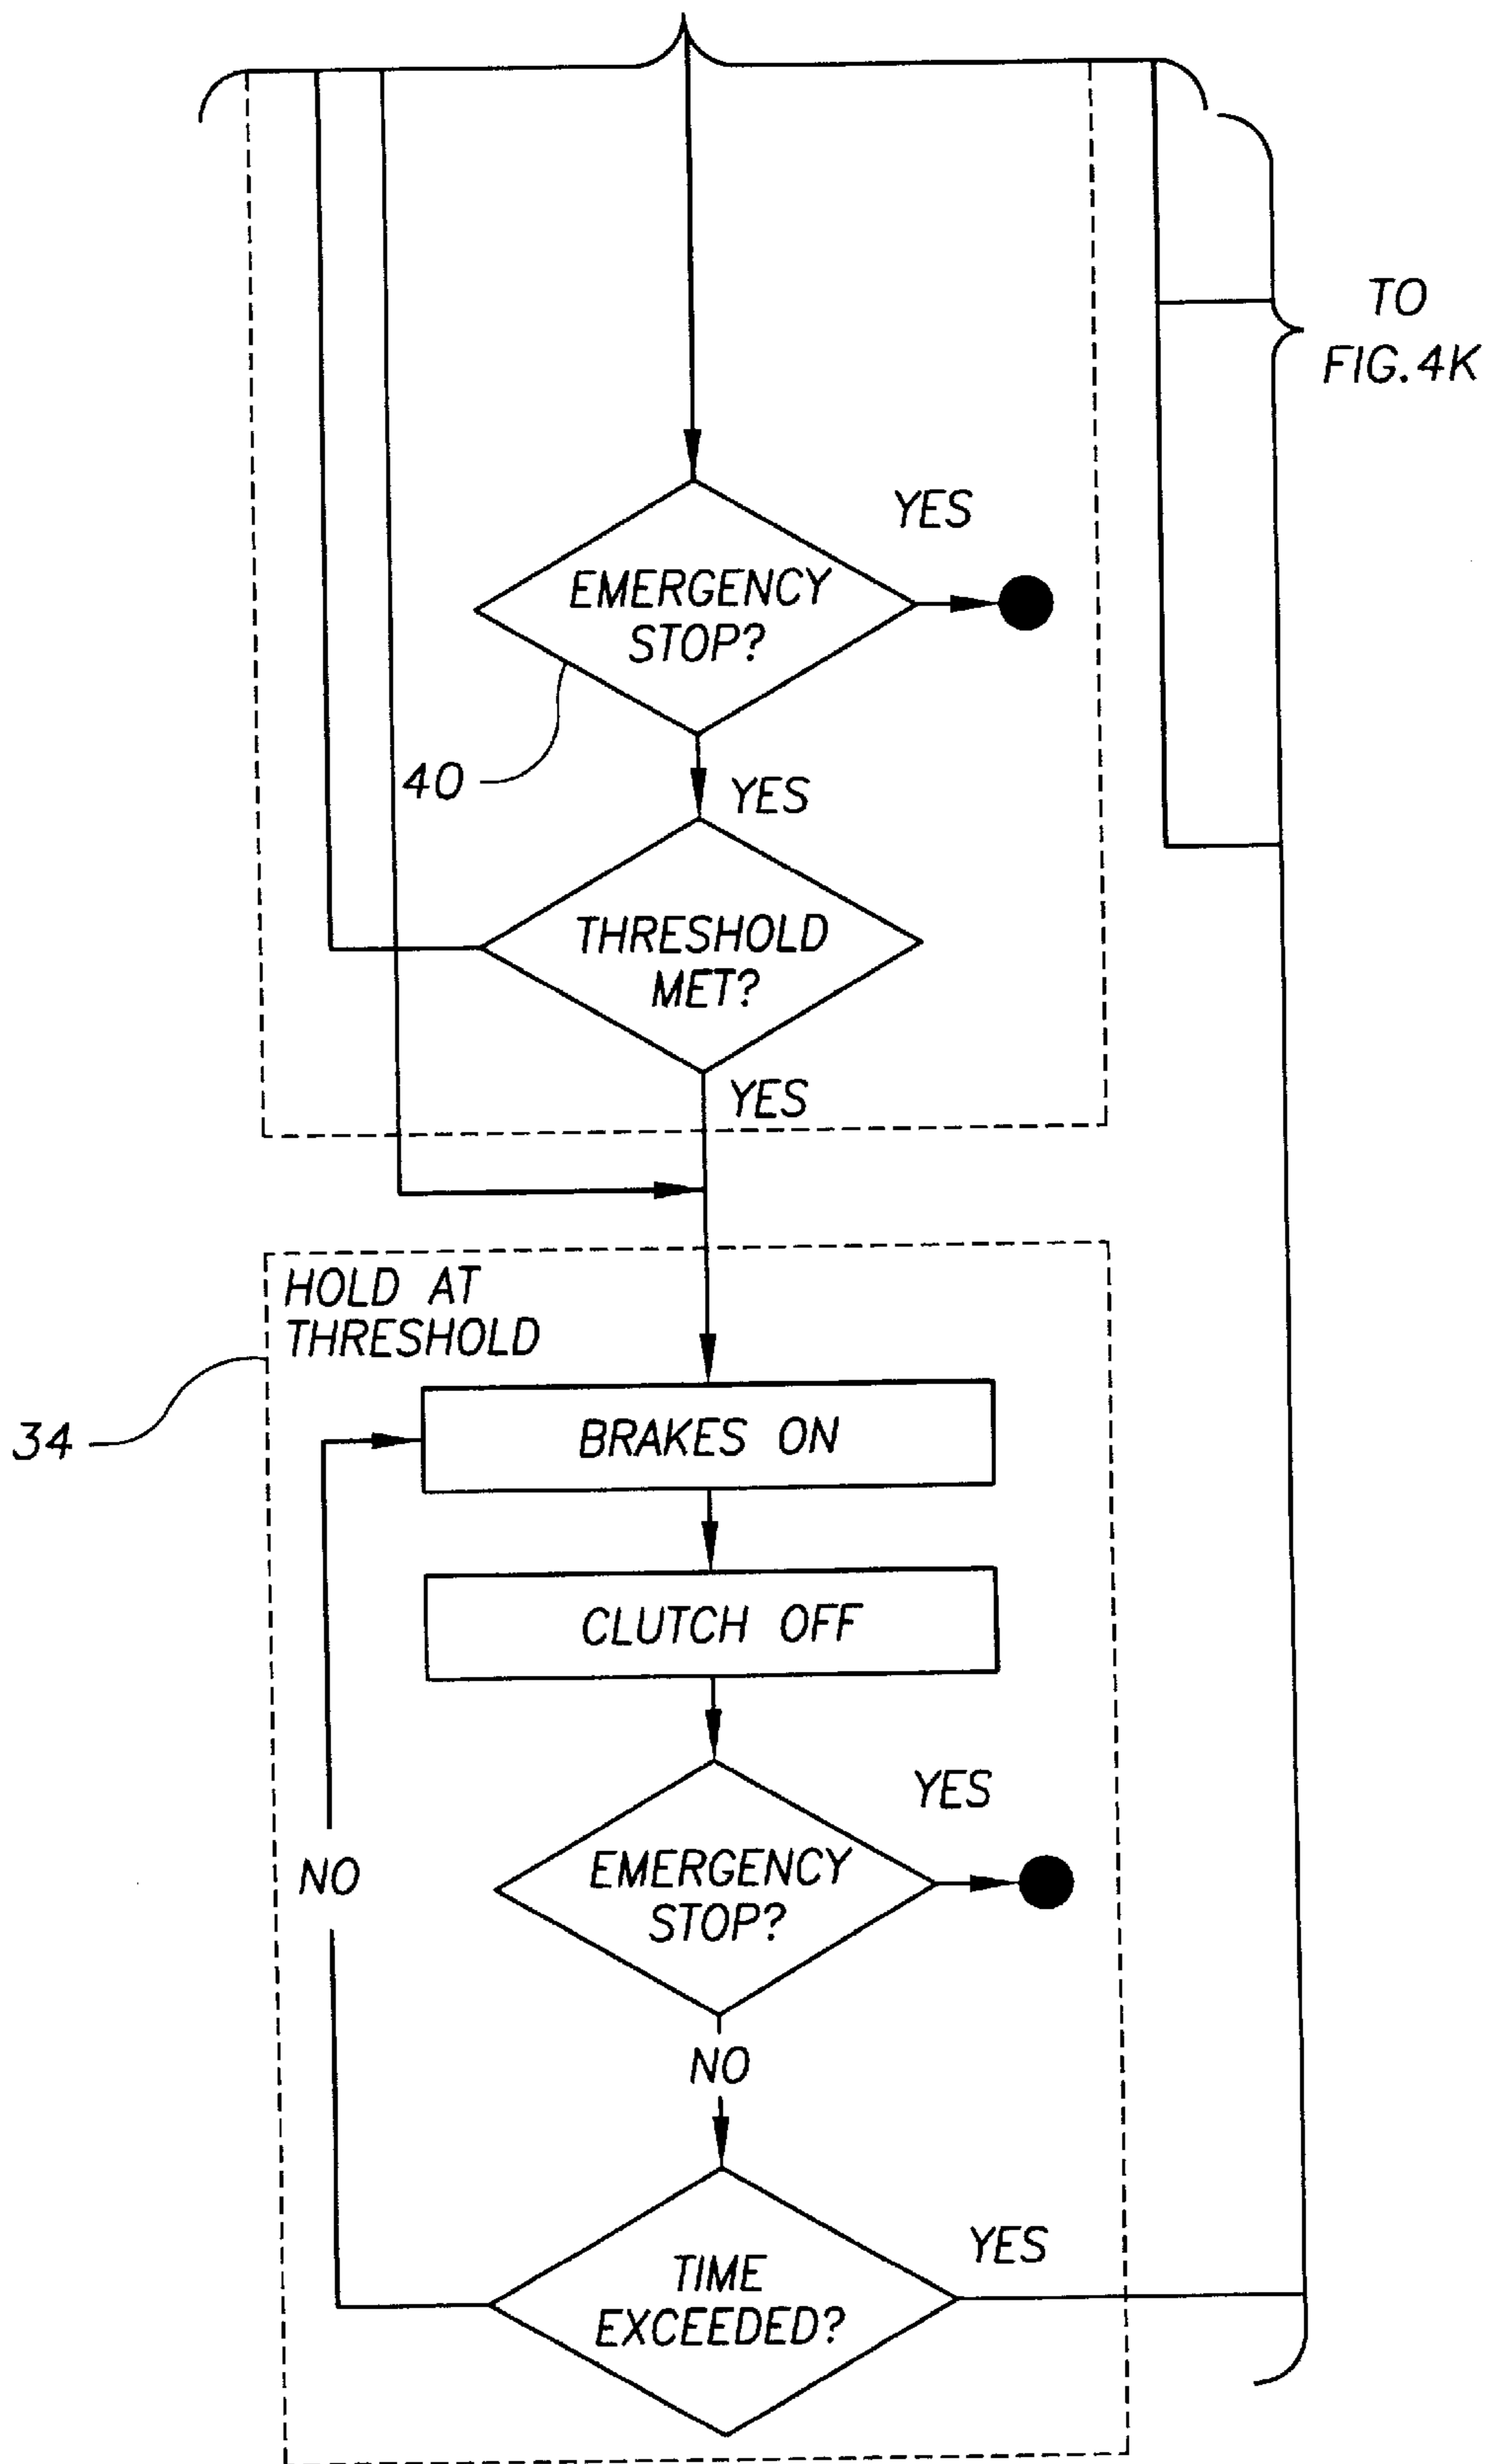 TO
FIG. 4K
YES
EMERGENCY
STOP?
40
YES
THRESHOLD
MET?
YES
HOLD AT
THRESHOLD
34
BRAKES ON
CLUTCH OFF
YES
EMERGENCY
STOP?
NO
NO
YES
TIME
EXCEEDED?